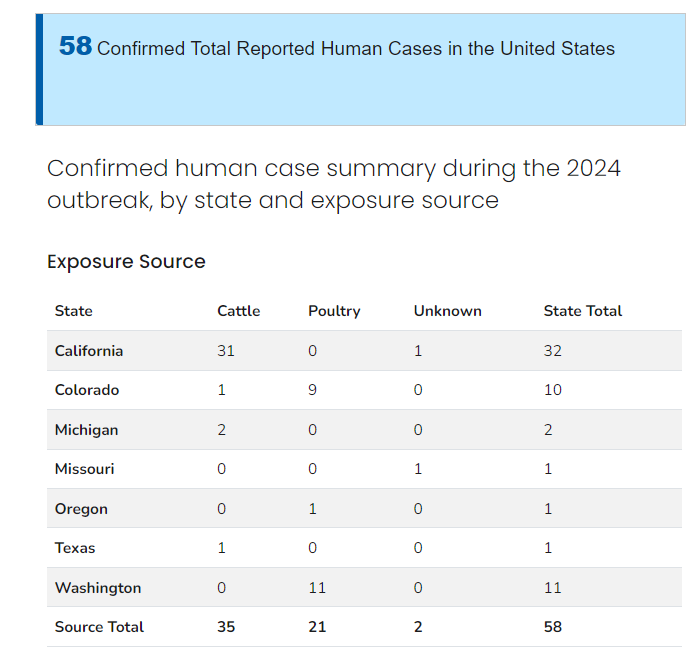 58 Confirmed Total Reported Human Cases in the United States
Confirmed human case summary during the 2024
outbreak, by state and exposure source
Exposure Source
State Cattle Poultry Unknown State Total
California 31 0 1 32
Colorado 1 9 0 10
Michigan 2 0 0 2
Missouri 0 0 1 1
Oregon 0 1 0 1
Texas 1 0 0 1
Washington 0 11 0 11
Source Total 35 21 2 58